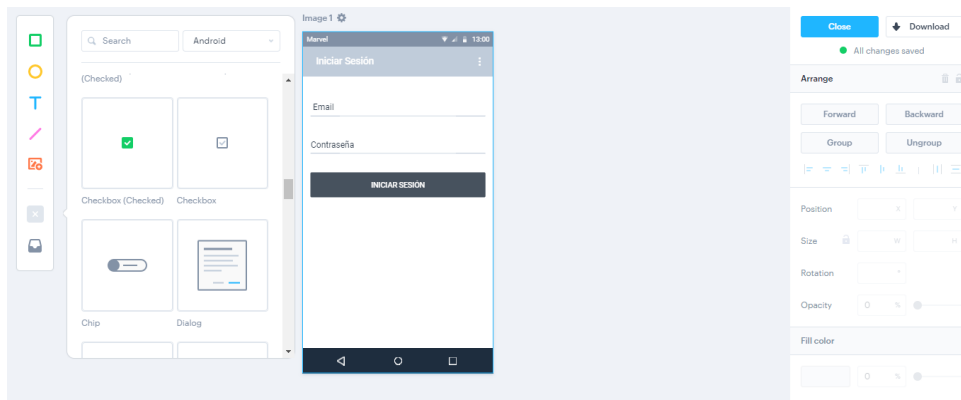 Image 1
Search
Android
(Checked)
Checkbox (Checked)
Checkbox
Chip
Dialog
Marvel
13:00
Iniciar Sesión
Email
Contraseña
INICIAR SESIÓN
Close
Download
All changes saved
Arrange
Forward
Backward
Group
Ungroup
Position
X
Y
Size
W
H
Rotation
°
Opacity
0
%
Fill color
0
%